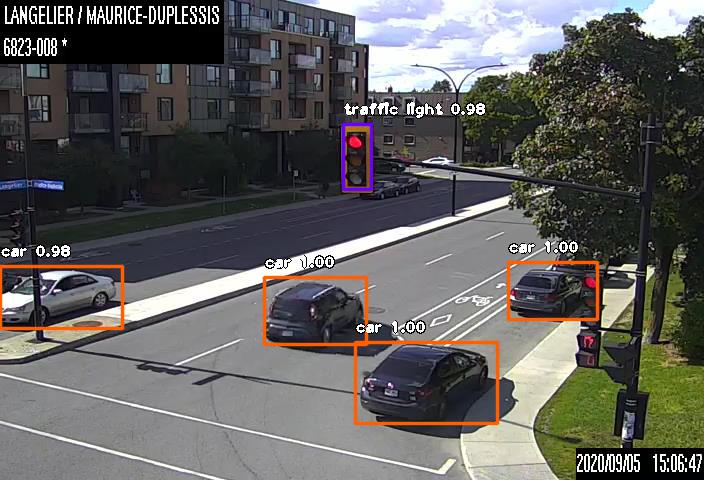 LANGELIER / MAURICE-DUPLESSIS
6823-008 *
traffic light 0.98
Langelier
car 0.98
car 1.00
car 1.00
car 1.00
2020/09/05 15:06:47